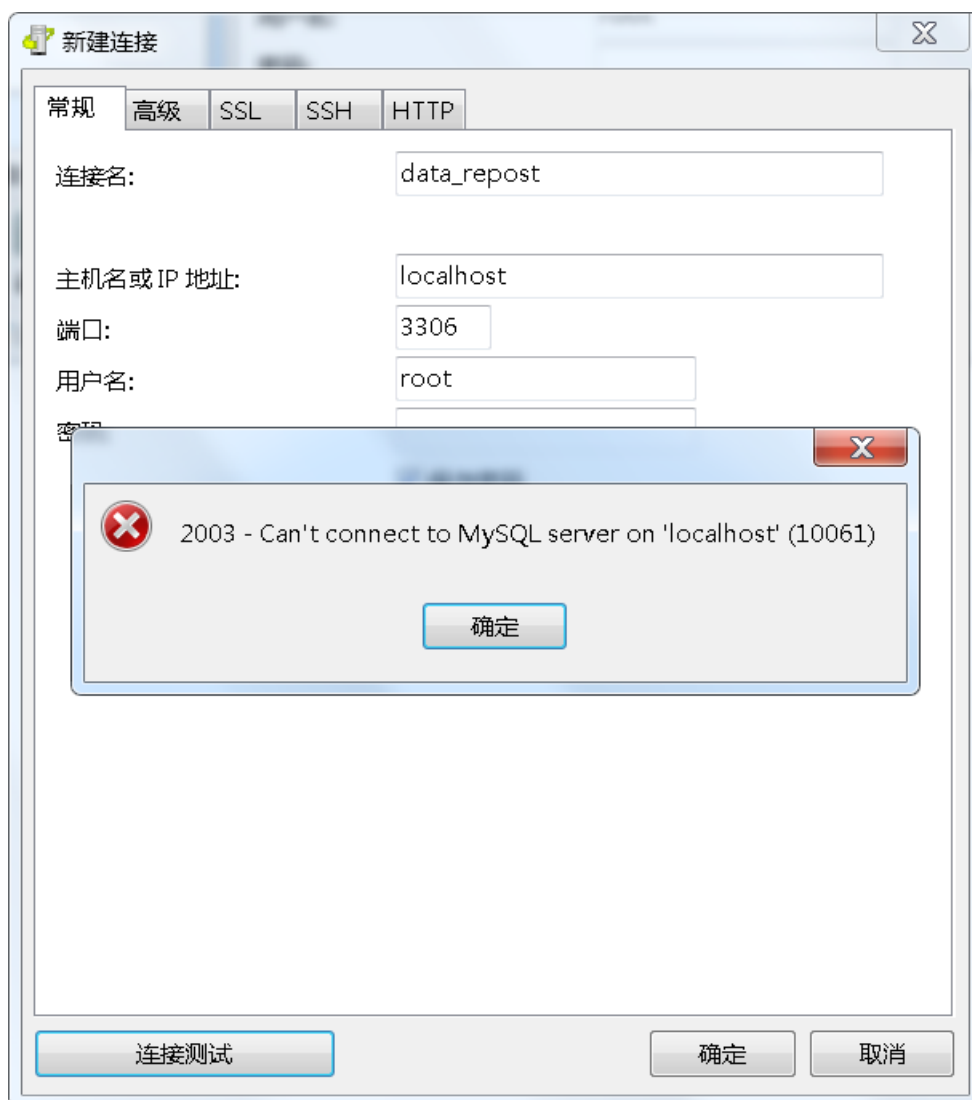 新建连接
常规
高级
SSL
SSH
HTTP
连接名:
data_repost
主机名或 IP 地址:
localhost
端口:
3306
用户名:
root
2003 - Can't connect to MySQL server on 'localhost' (10061)
确定
连接测试
确定
取消